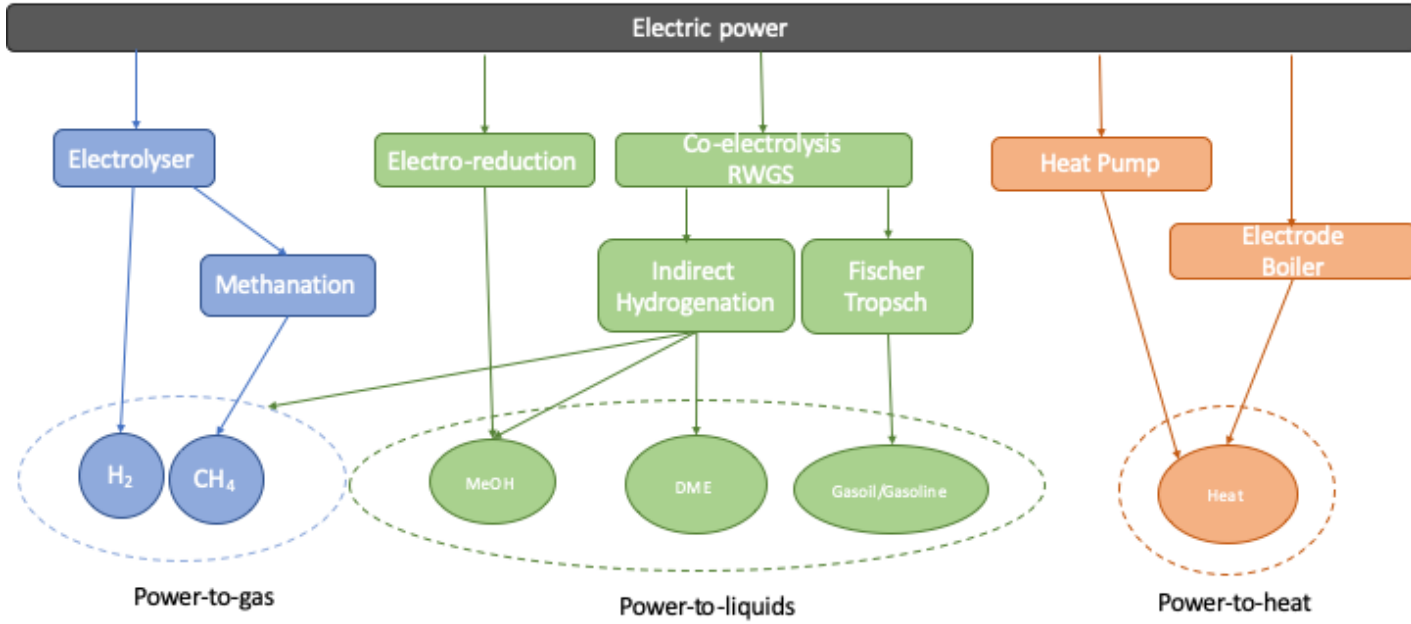 Electric power
Electrolyser
Electro-reduction
Co-electrolysis
RWGS
Heat Pump
Electrode
Boiler
Methanation
Indirect
Hydrogenation
Fischer
Tropsch
H₂
CH₄
MeOH
DME
Gasoil/Gasoline
Heat
Power-to-gas
Power-to-liquids
Power-to-heat